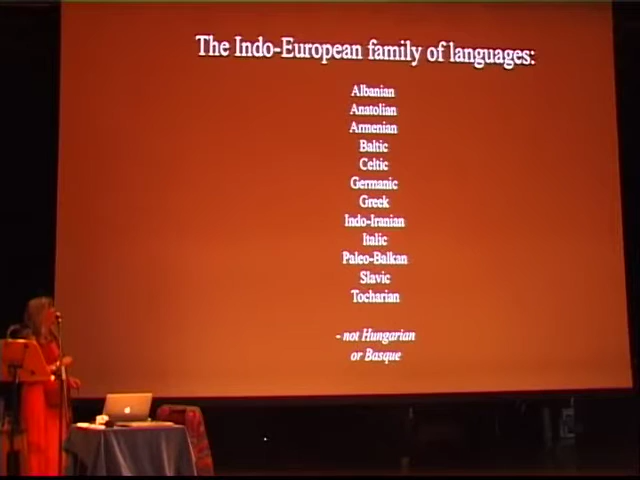 The Indo-European family of languages:
Albanian
Anatolian
Armenian
Baltic
Celtic
Germanic
Greek
Indo-Iranian
Italic
Paleo-Balkan
Slavic
Tocharian
- not Hungarian
or Basque